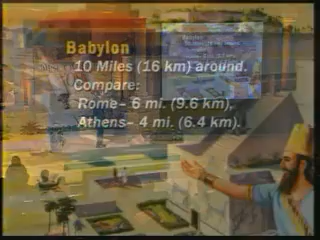 Babylon
10 Miles (16 km) around.
Compare:
Rome– 6 mi. (9.6 km),
Athens– 4 mi. (6.4 km).